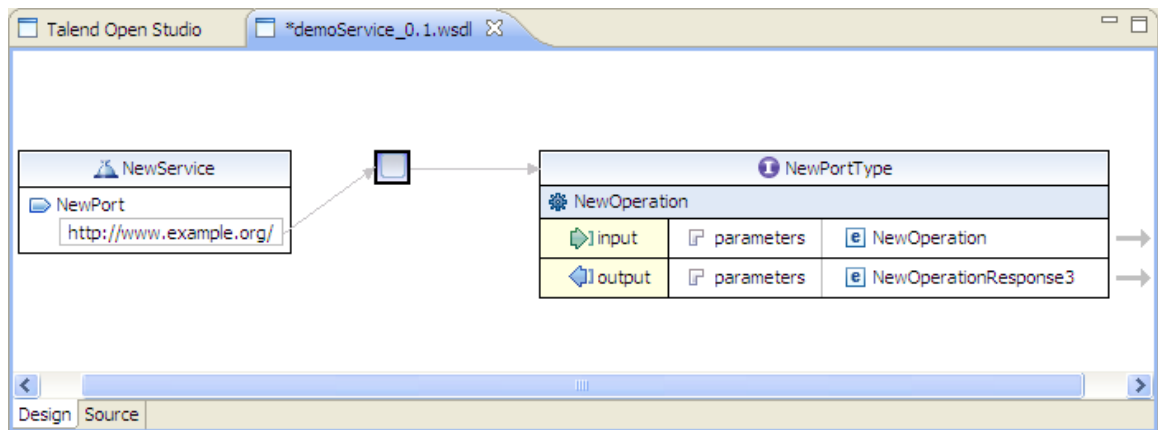 Talend Open Studio
*demoService_0.1.wsdl
NewService
NewPort
http://www.example.org/
NewPortType
NewOperation
input parameters e NewOperation
output parameters e NewOperationResponse3
Design Source